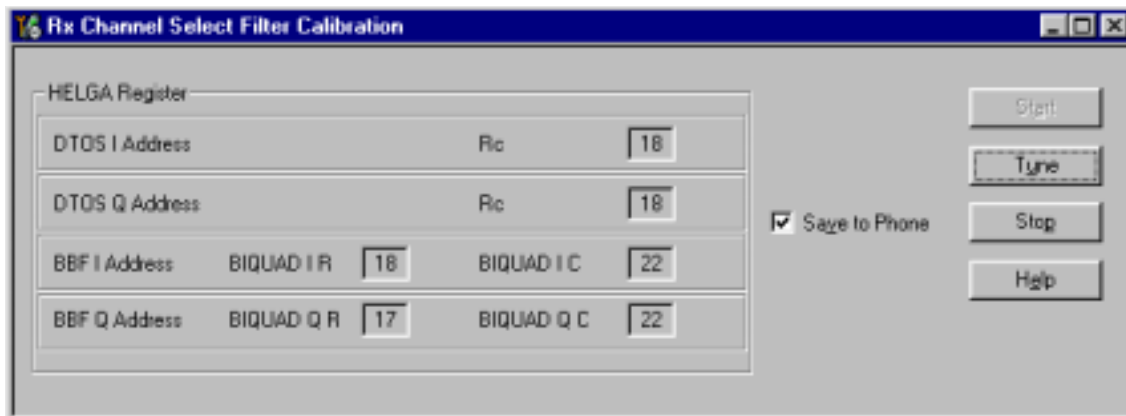 Rx Channel Select Filter Calibration
HELGA Register
Start
DTOS I Address Rc 18
Tune
DTOS Q Address Rc 18
Save to Phone
Stop
BBF I Address BIQUAD I R 18 BIQUAD I C 22
Help
BBF Q Address BIQUAD Q R 17 BIQUAD Q C 22